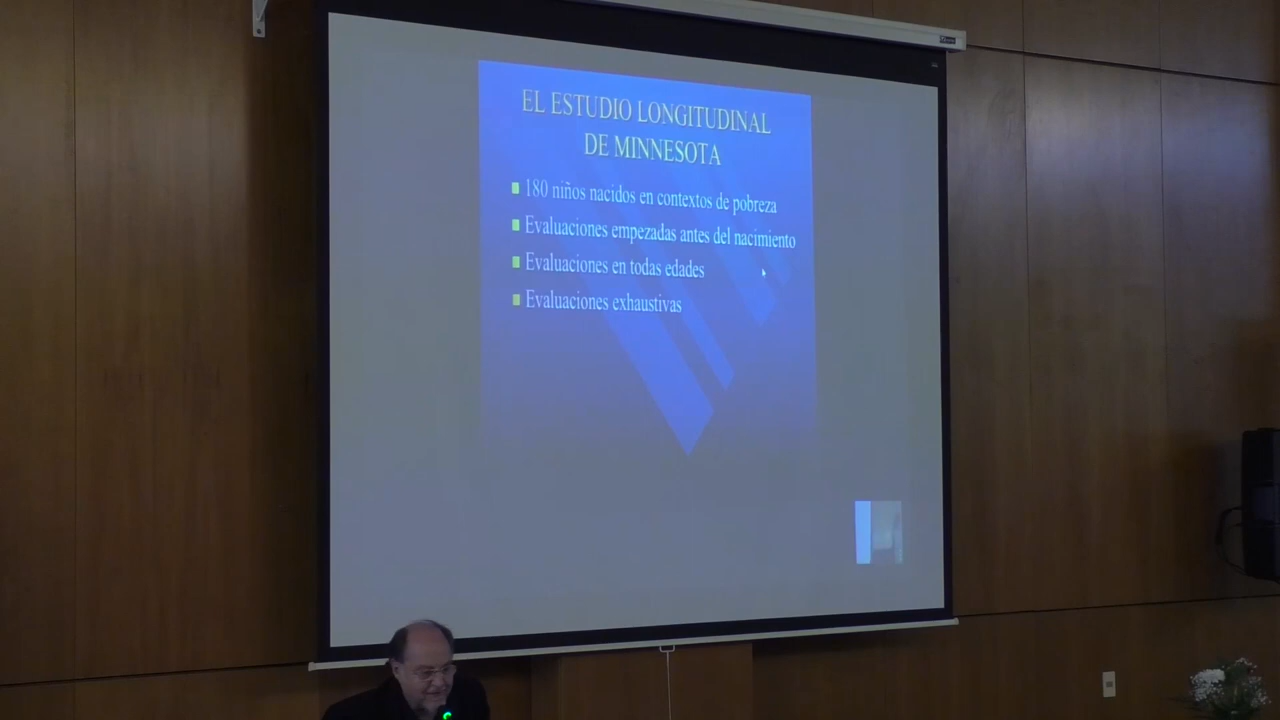 EL ESTUDIO LONGITUDINAL
DE MINNESOTA
180 niños nacidos en contextos de pobreza
Evaluaciones empezadas antes del nacimiento
Evaluaciones en todas edades
Evaluaciones exhaustivas